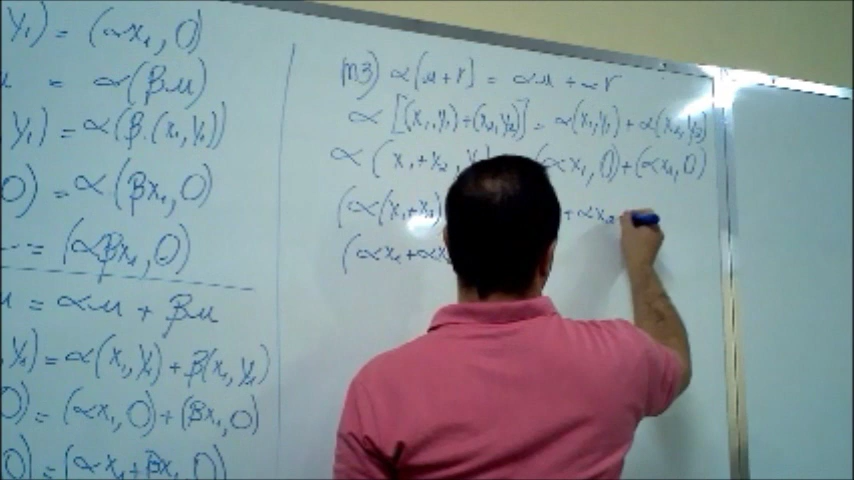 y₁) = (αx₁, 0)
= α(βu)
y₁) = α(β·(x₁, y₁))
0) = α(βx₁, 0)
= (αβx₁, 0)
u = αu + βu
y₁) = α(x₁, y₁) + β(x₁, y₁)
0) = (αx₁, 0) + (βx₁, 0)
0) = (αx₁ + βx₁, 0)
m3) α[u + v] = αu + αv
α[(x₁, y₁) + (x₂, y₂)] = α(x₁, y₁) + α(x₂, y₂)
α(x₁ + x₂, y₁ (αx₁, 0) + (αx₂, 0)
(α(x₁ + x₂) + αx₂
(αx₁ + αx